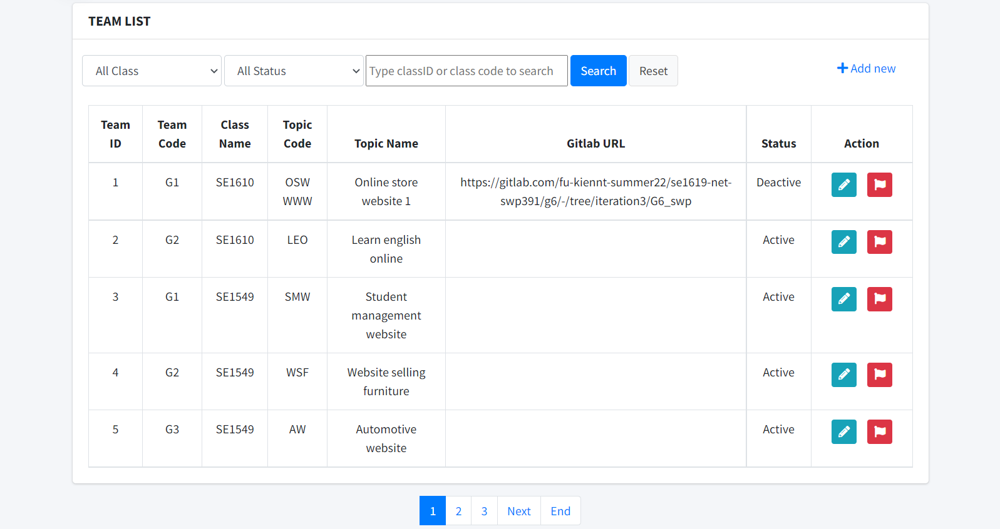 TEAM LIST
All Class All Status Type classID or class code to search Search Reset Add new
Team ID Team Code Class Name Topic Code Topic Name Gitlab URL Status Action
1 G1 SE1610 OSW Online store https://gitlab.com/fu-kiennt-summer22/se1619-net- Deactive
WWW website 1 swp391/g6/-/tree/iteration3/G6_swp
2 G2 SE1610 LEO Learn english Active
online
3 G1 SE1549 SMW Student Active
management
website
4 G2 SE1549 WSF Website selling Active
furniture
5 G3 SE1549 AW Automotive Active
website
1 2 3 Next End